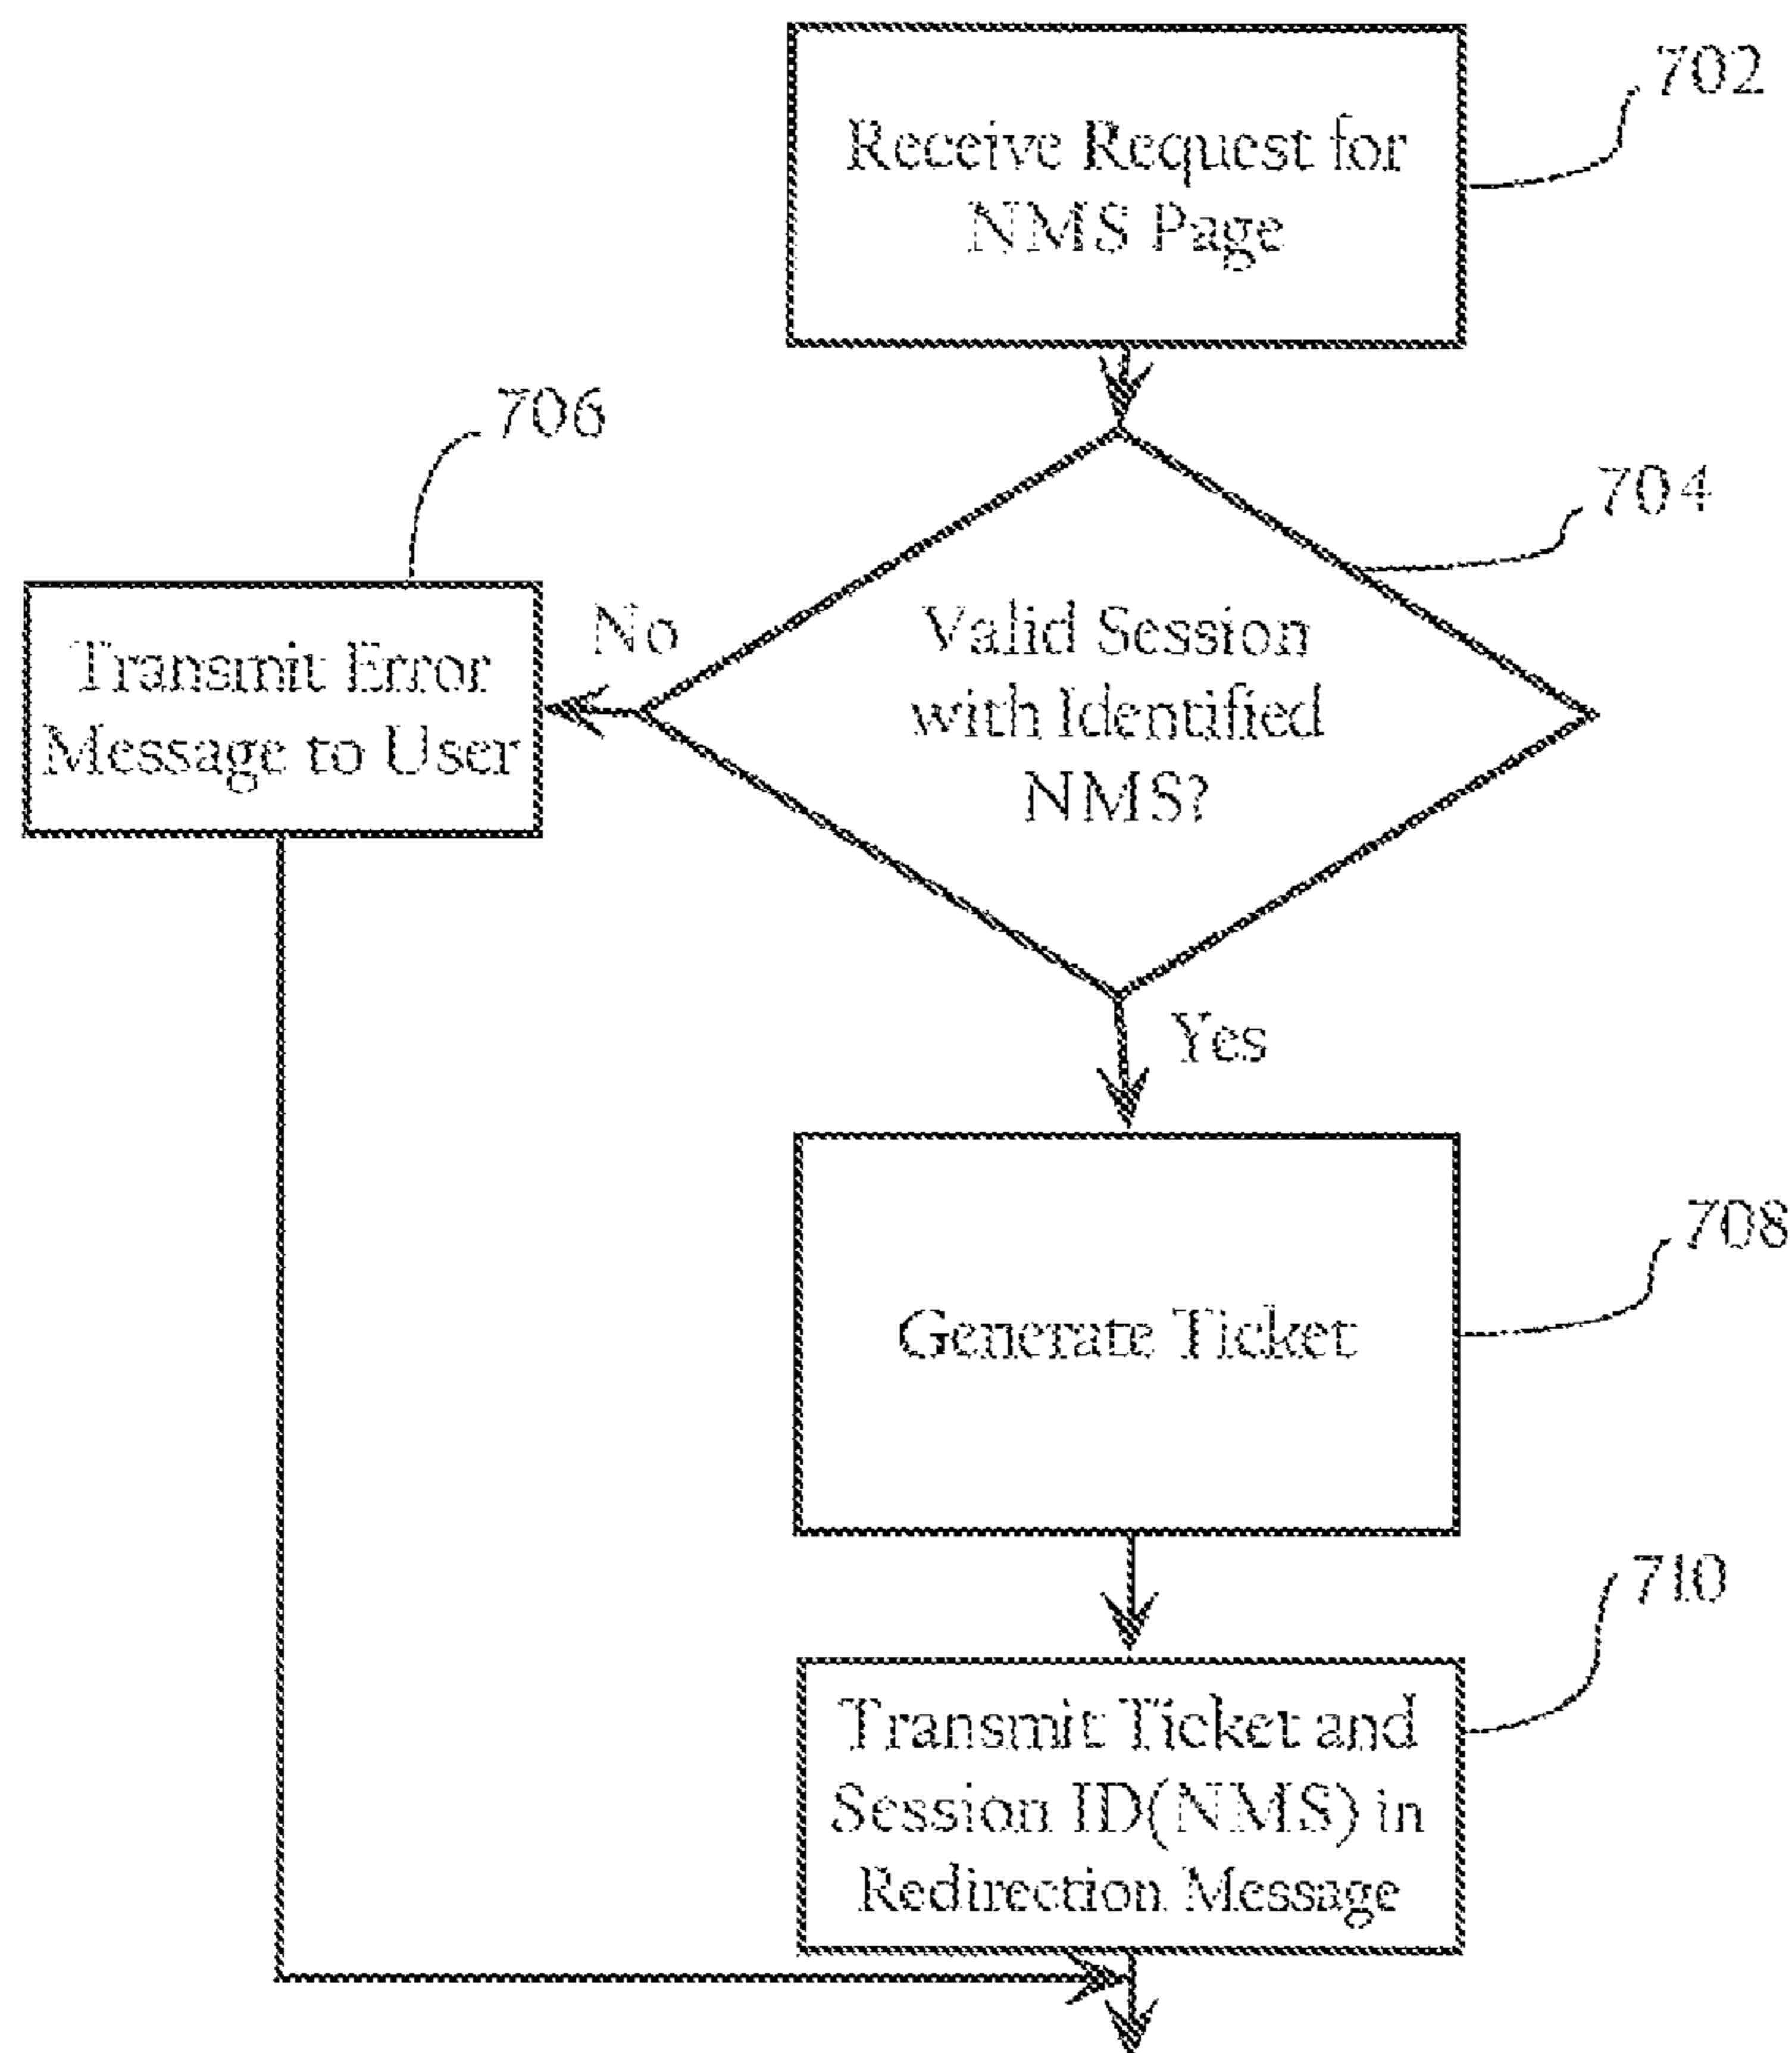 702
Receive Request for
NMS Page
706
704
No
Valid Session
with Identified
NMS?
Transmit Error
Message to User
Yes
708
Generate Ticket
710
Transmit Ticket and
Session ID(NMS) in
Redirection Message